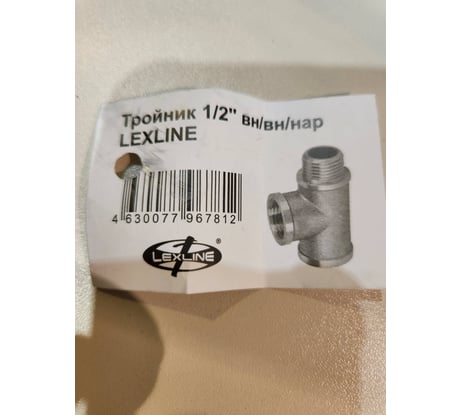 Тройник 1/2" вн/вн/нар
LEXLINE
4 630077 967812
LEXLINE ®